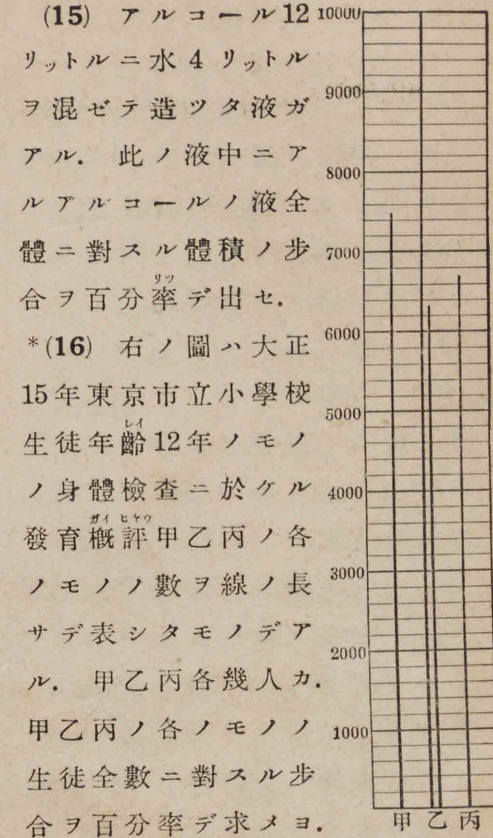 (15) アルコール12
リットルニ水4リットル
ヲ混ゼテ造ツタ液ガ
アル. 此ノ液中ニア
ルアルコールノ液全
體ニ對スル體積ノ步
合ヲ百分率リツデ出セ.
*(16) 右ノ圖ハ大正
15年東京市立小學校
生徒年齡レイ12年ノモノ
ノ身體檢查ニ於ケル
發育槪ガイ評ヒヤウ甲乙丙ノ各
ノモノノ數ヲ線ノ長
サデ表シタモノデア
ル. 甲乙丙各幾人カ.
甲乙丙ノ各ノモノノ
生徒全數ニ對スル步
合ヲ百分率デ求メヨ.
10000
9000
8000
7000
6000
5000
4000
3000
2000
1000
甲乙丙